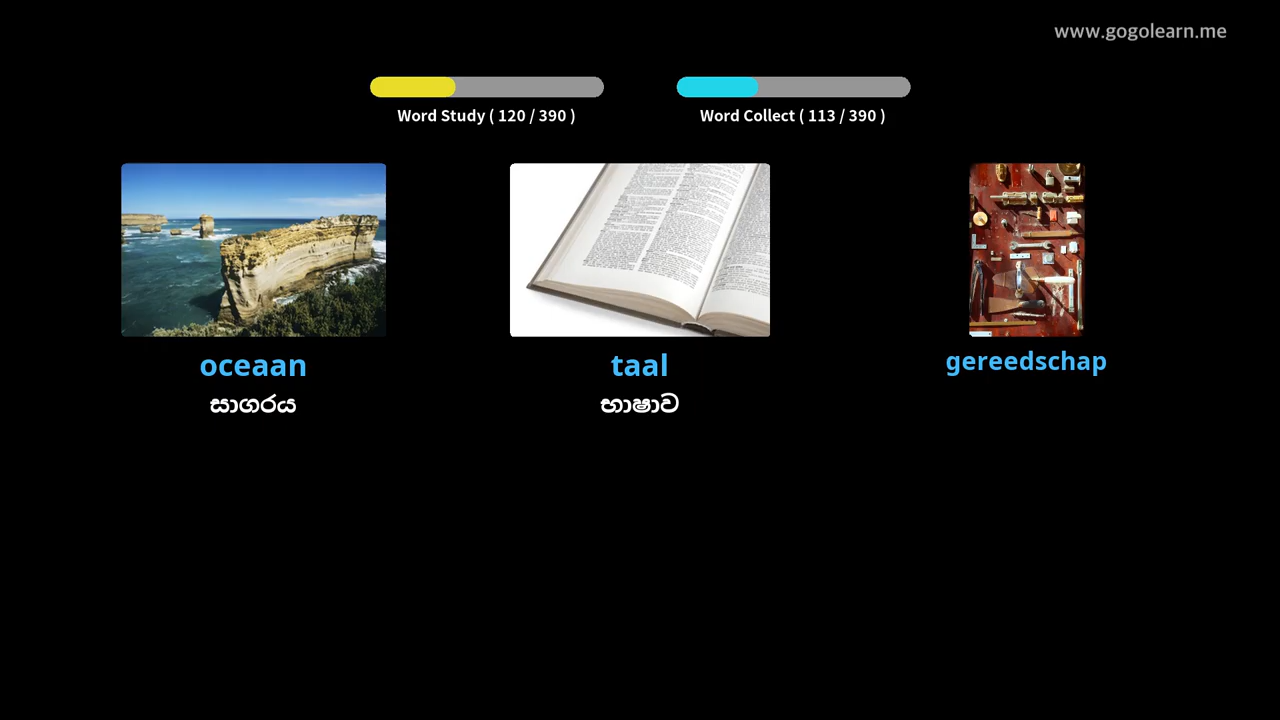 www.gogolearn.me
Word Study ( 120 / 390 )
Word Collect ( 113 / 390 )
oceaan
taal
gereedschap
සාගරය
භාෂාව